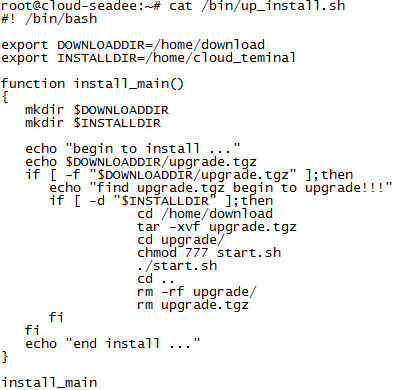 root@cloud-seadee:~# cat /bin/up_install.sh
#! /bin/bash
export DOWNLOADDIR=/home/download
export INSTALLDIR=/home/cloud_teminal
function install_main()
{
mkdir $DOWNLOADDIR
mkdir $INSTALLDIR
echo "begin to install ..."
echo $DOWNLOADDIR/upgrade.tgz
if [ -f "$DOWNLOADDIR/upgrade.tgz" ];then
echo "find upgrade.tgz begin to upgrade!!!"
if [ -d "$INSTALLDIR" ];then
cd /home/download
tar -xvf upgrade.tgz
cd upgrade/
chmod 777 start.sh
./start.sh
cd ..
rm -rf upgrade/
rm upgrade.tgz
fi
fi
echo "end install ..."
}
install_main